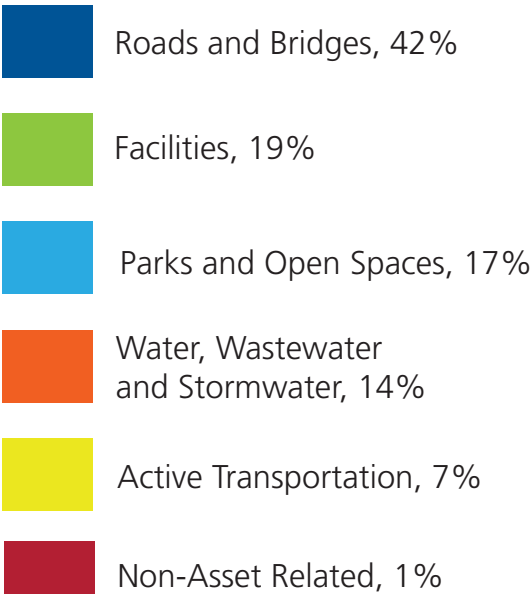 Roads and Bridges, 42%
Facilities, 19%
Parks and Open Spaces, 17%
Water, Wastewater
and Stormwater, 14%
Active Transportation, 7%
Non-Asset Related, 1%